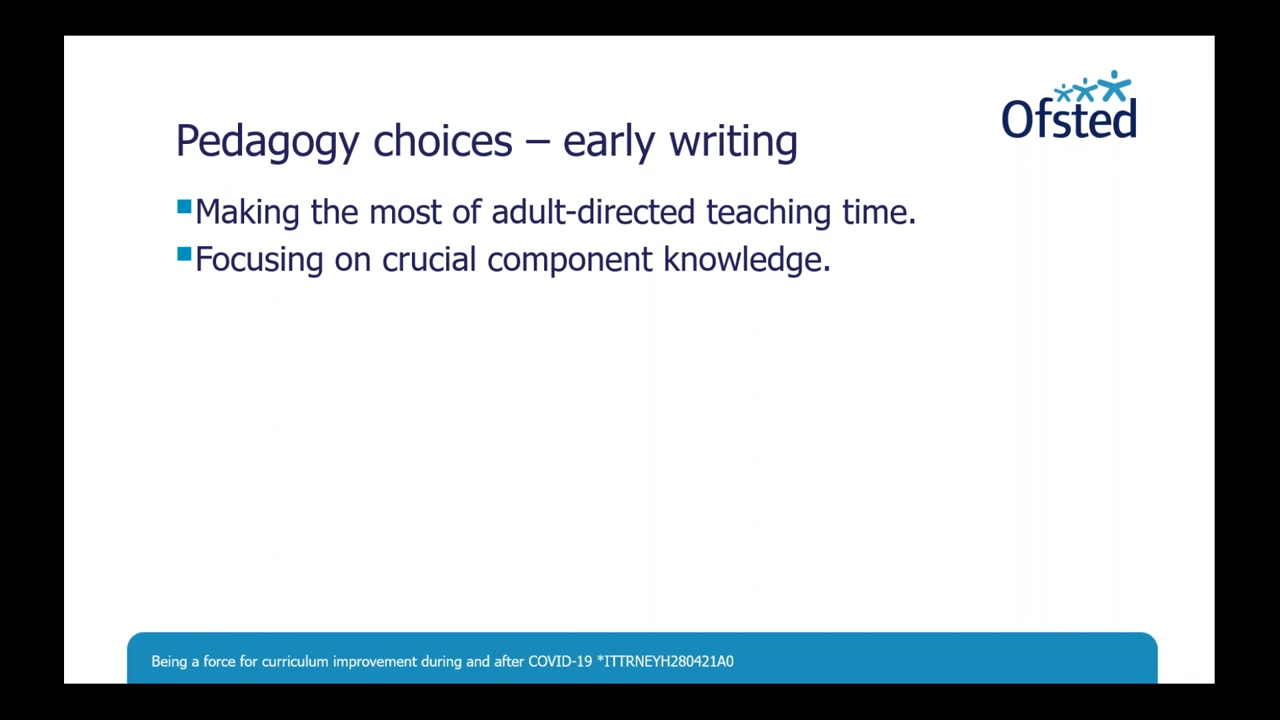 Ofsted
Pedagogy choices – early writing
Making the most of adult-directed teaching time.
Focusing on crucial component knowledge.
Being a force for curriculum improvement during and after COVID-19 *ITTRNEYH280421A0